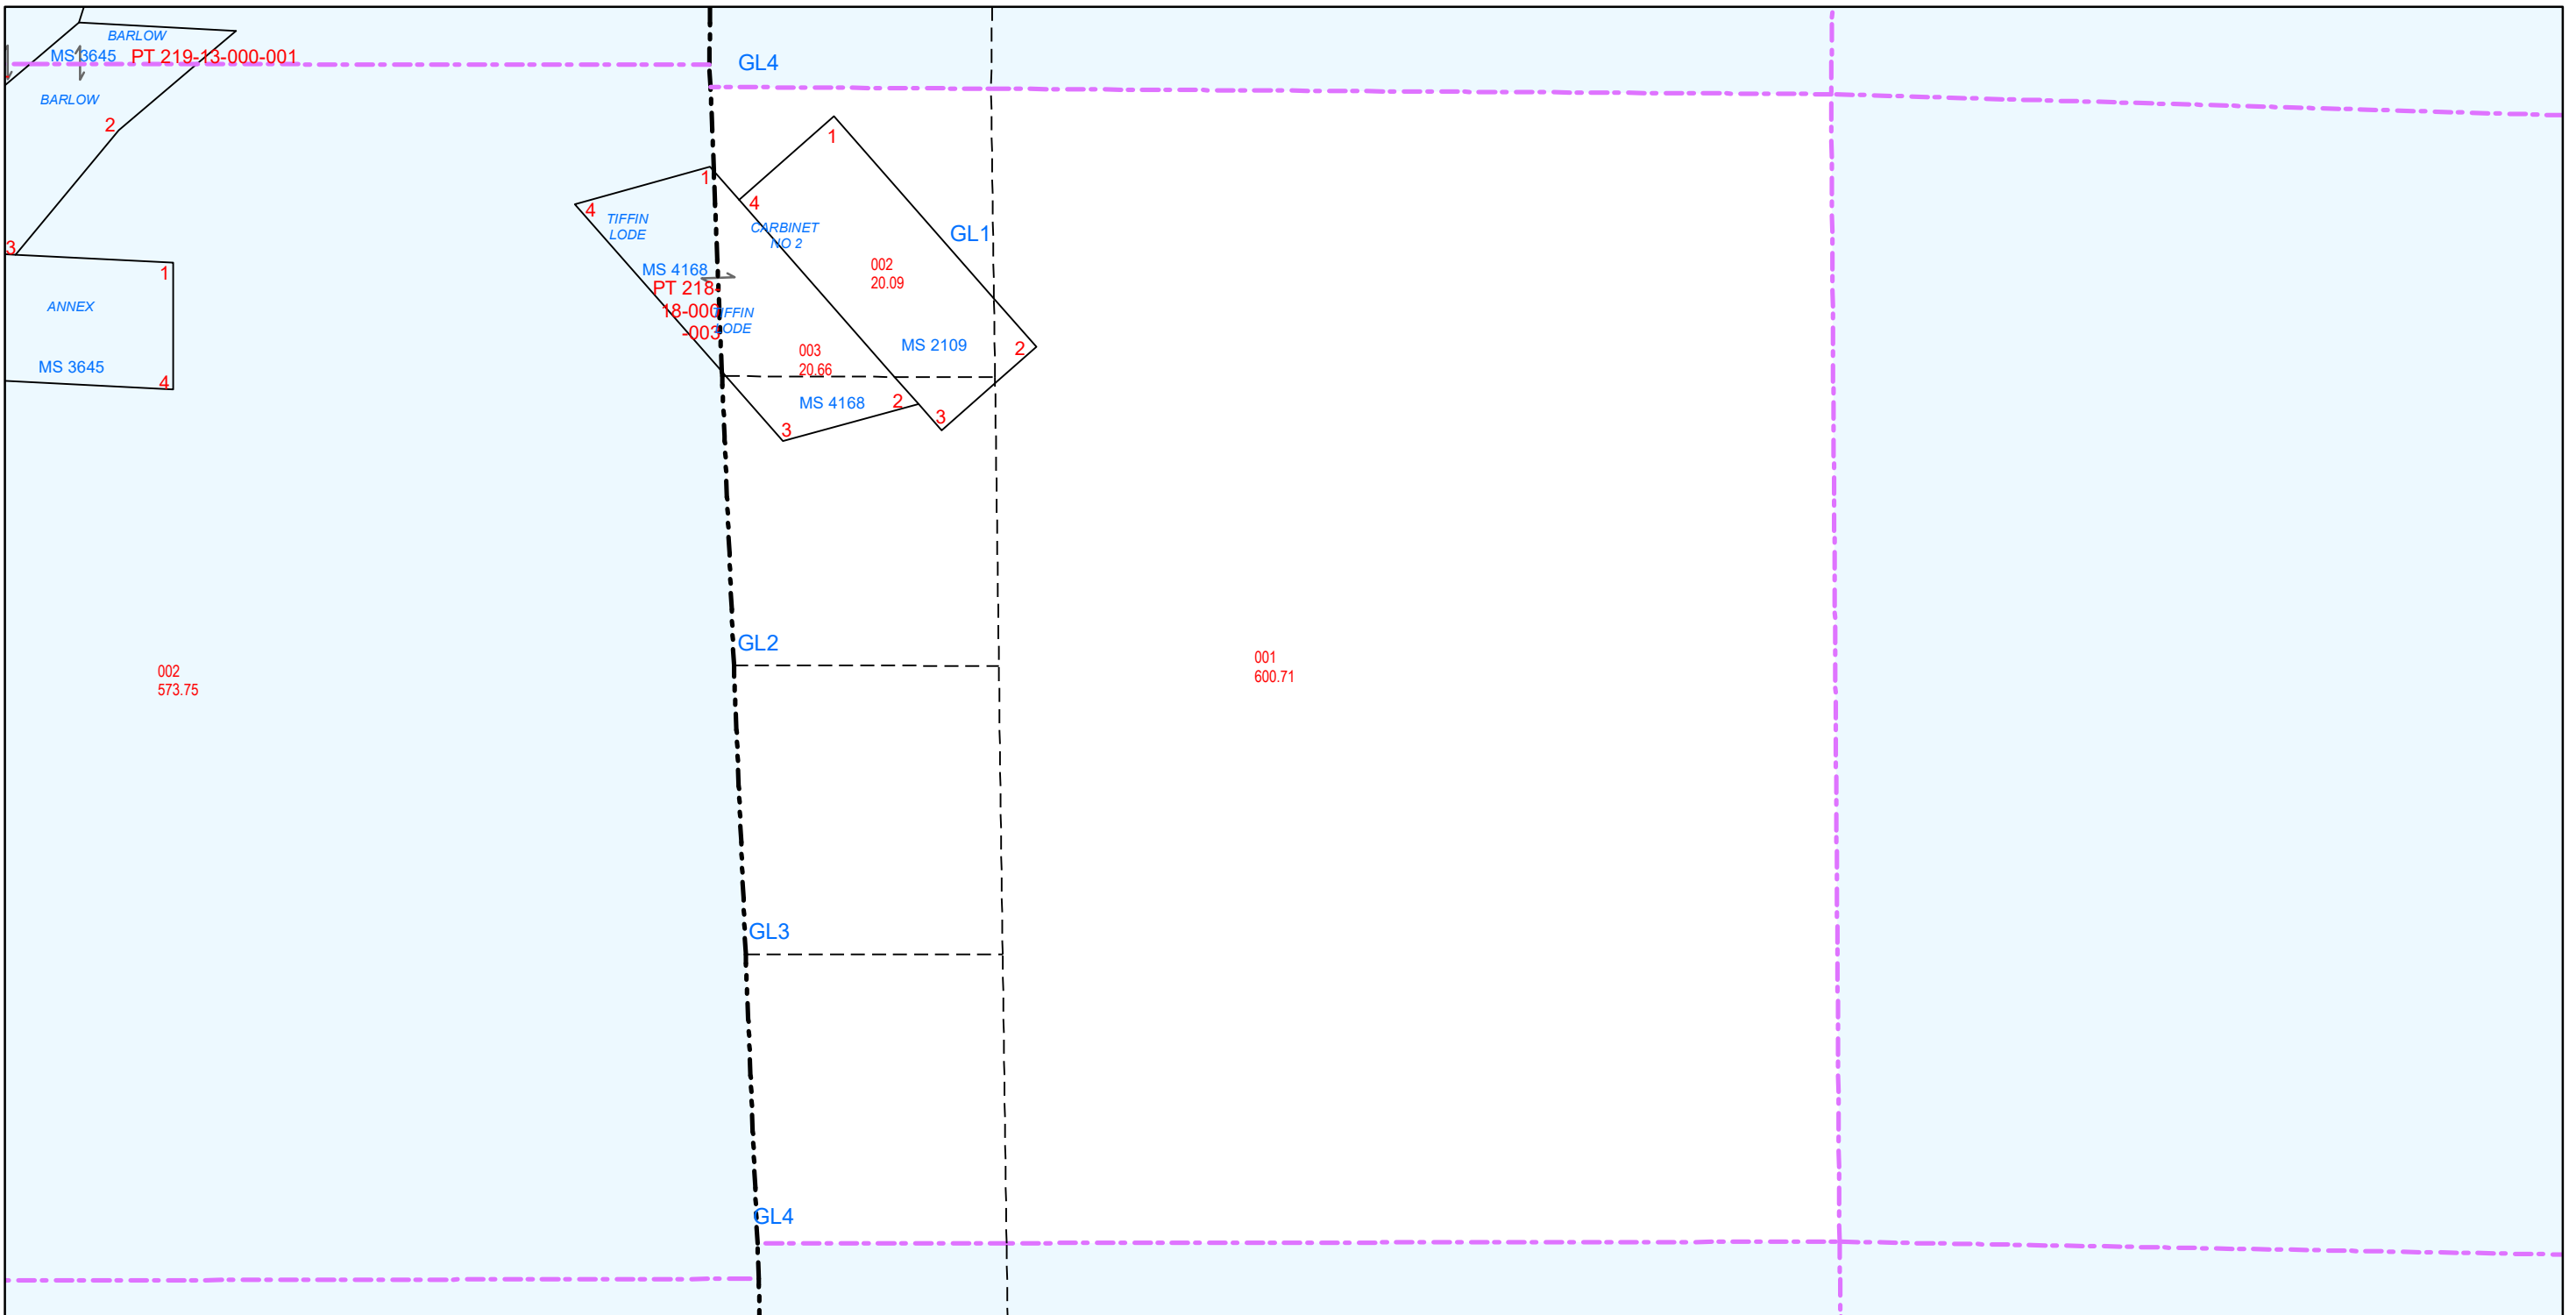 BARLOW
MS 3645
PT 219-13-000-001
BARLOW
2
3
1
ANNEX
MS 3645
4
GL4
1
1
4
4
TIFFIN
LODE
CARBINET
NO 2
GL1
MS 4168
002
20.09
PT 218-
18-000
-003
TIFFIN
LODE
003
20.66
MS 2109
2
MS 4168
2
3
3
GL2
002
573.75
001
600.71
GL3
GL4